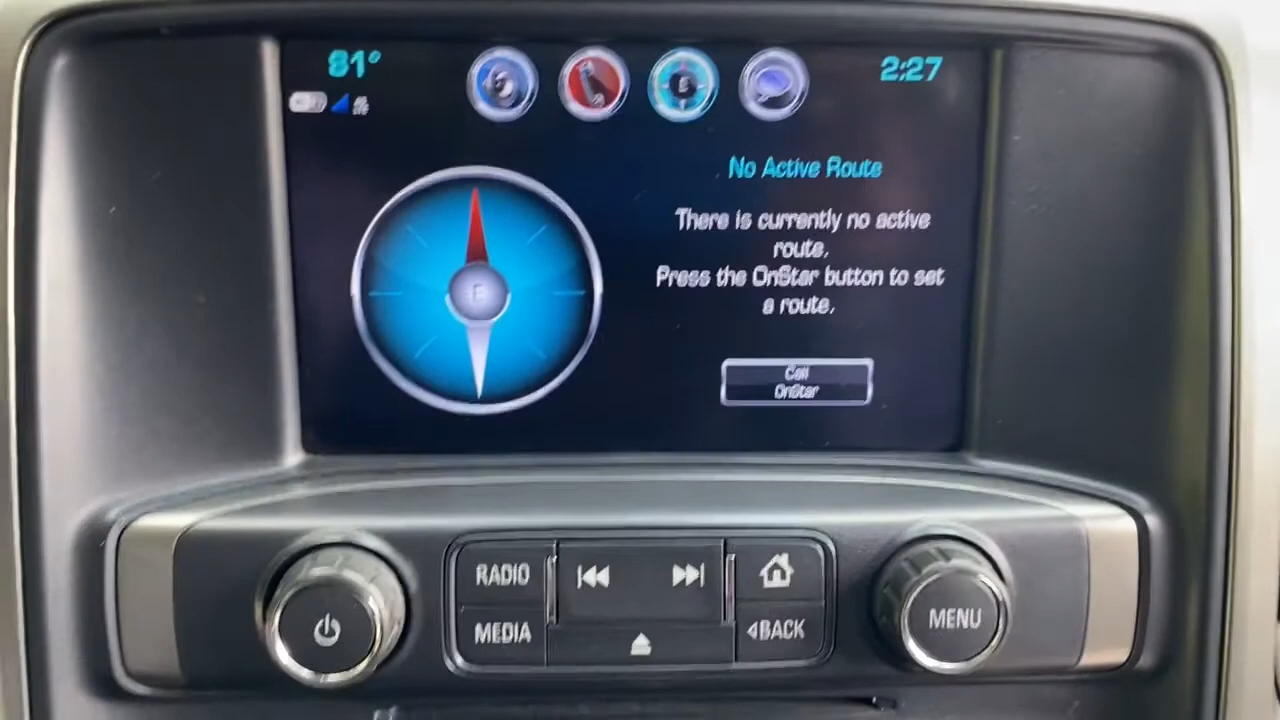 81°
2:27
E
No Active Route
There is currently no active
route.
Press the OnStar button to set
a route.
E
Call
OnStar
RADIO
MEDIA
BACK
MENU